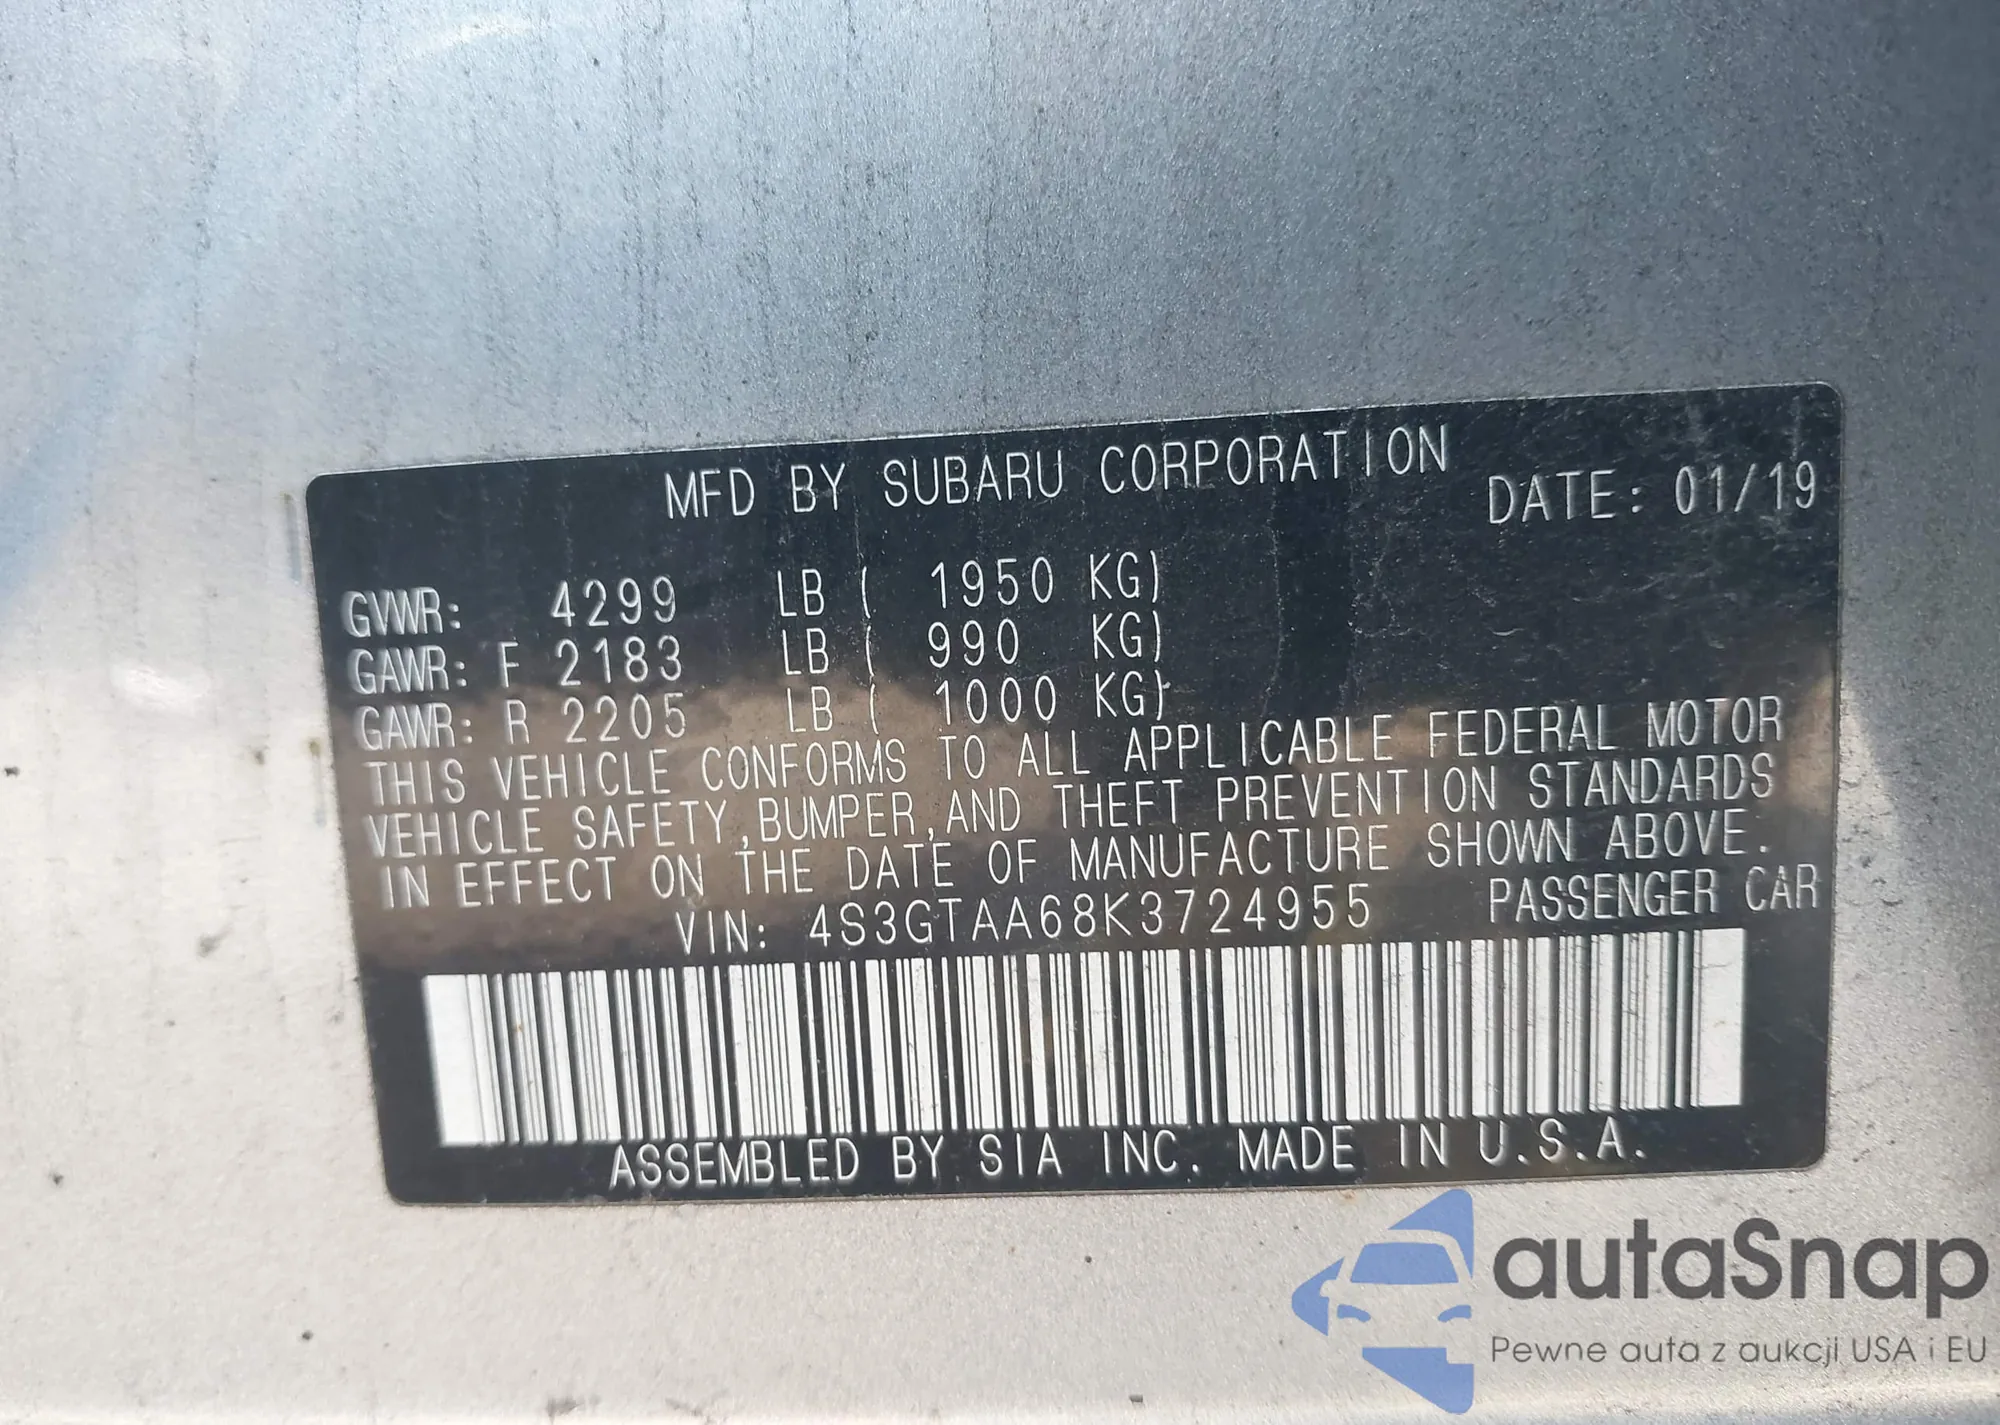 MFD BY SUBARU CORPORATION DATE: 01/19
GVWR: 4299 LB ( 1950 KG)
GAWR: F 2183 LB ( 990 KG)
GAWR: R 2205 LB ( 1000 KG)
THIS VEHICLE CONFORMS TO ALL APPLICABLE FEDERAL MOTOR
VEHICLE SAFETY, BUMPER, AND THEFT PREVENTION STANDARDS
IN EFFECT ON THE DATE OF MANUFACTURE SHOWN ABOVE.
VIN: 4S3GTAA68K3724955 PASSENGER CAR
ASSEMBLED BY SIA INC. MADE IN U.S.A.
autaSnap
Pewne auta z aukcji USA i EU